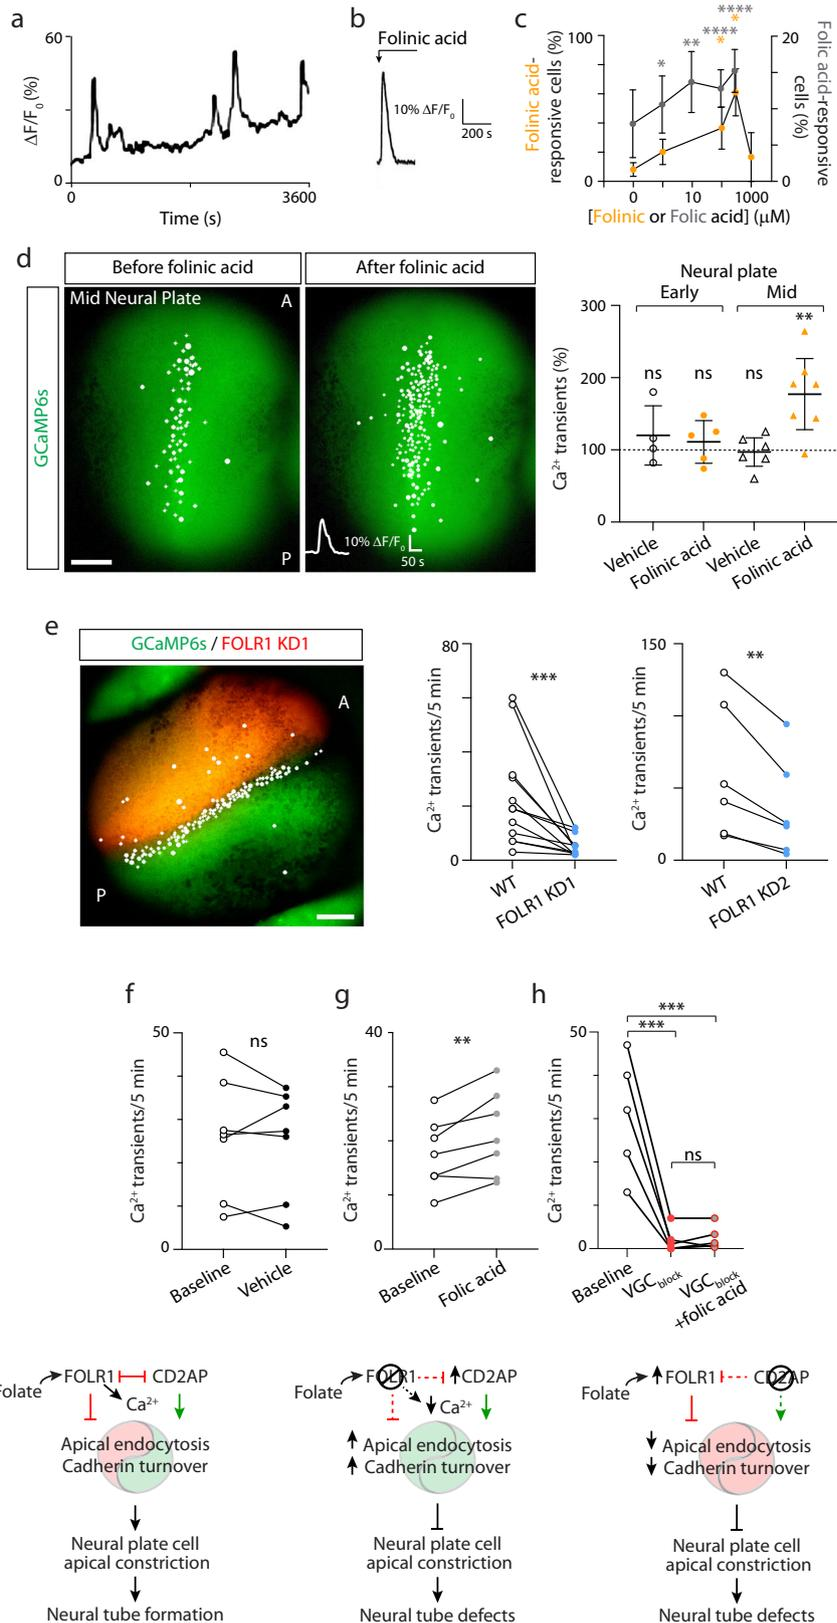 a
60
30
0
ΔF/F0 (%)
0
3600
Time (s)
b
Folinic acid
10% ΔF/F0
200 s
c
100
0
Folinic acid-
responsive cells (%)
****
*
****
*
**
*
20
0
Folic acid-responsive
cells (%)
0
10
1000
[Folinic or Folic acid] (μM)
d
Before folinic acid
After folinic acid
GCaMP6s
Mid Neural Plate
A
P
10% ΔF/F0
50 s
Neural plate
Early
Mid
300
200
100
0
Ca2+ transients (%)
ns
ns
ns
**
Vehicle
Folinic acid
Vehicle
Folinic acid
e
GCaMP6s / FOLR1 KD1
A
P
80
0
Ca2+ transients/5 min
***
WT
FOLR1 KD1
150
0
Ca2+ transients/5 min
**
WT
FOLR1 KD2
f
50
0
Ca2+ transients/5 min
ns
Baseline
Vehicle
g
40
0
Ca2+ transients/5 min
**
Baseline
Folic acid
h
50
0
Ca2+ transients/5 min
***
***
ns
Baseline
VGCblock
VGCblock
+folic acid
FOLR1
CD2AP
Folate
Ca2+
Apical endocytosis
Cadherin turnover
Neural plate cell
apical constriction
Neural tube formation
FOLR1
CD2AP
Folate
Ca2+
Apical endocytosis
Cadherin turnover
Neural plate cell
apical constriction
Neural tube defects
FOLR1
CD2AP
Folate
Apical endocytosis
Cadherin turnover
Neural plate cell
apical constriction
Neural tube defects